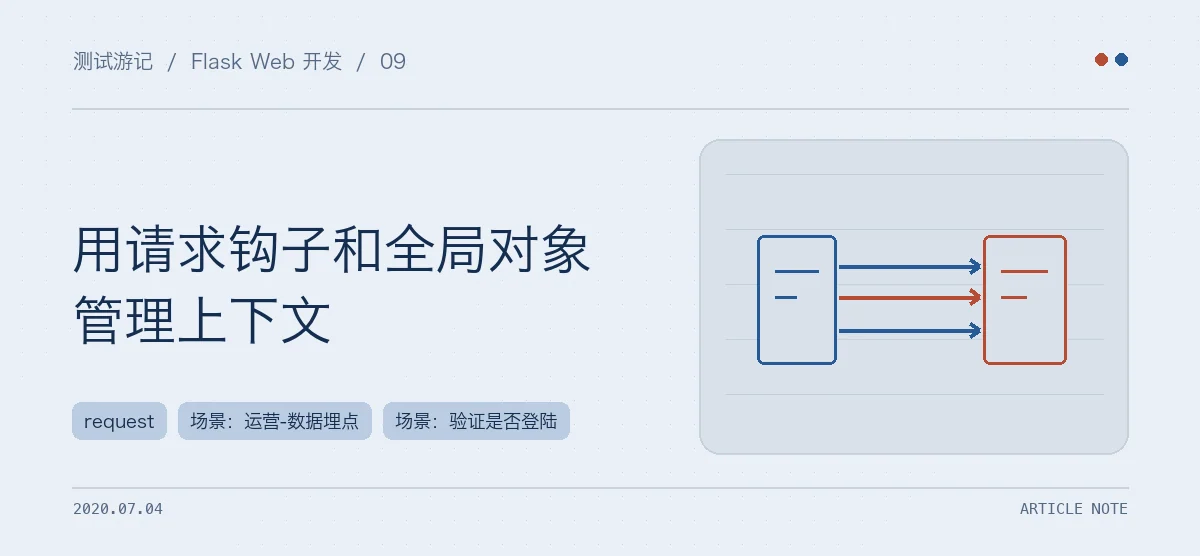 测试游记 / Flask Web 开发 / 09
用请求钩子和全局对象
管理上下文
request
场景：运营-数据埋点
场景：验证是否登陆
2020.07.04
ARTICLE NOTE